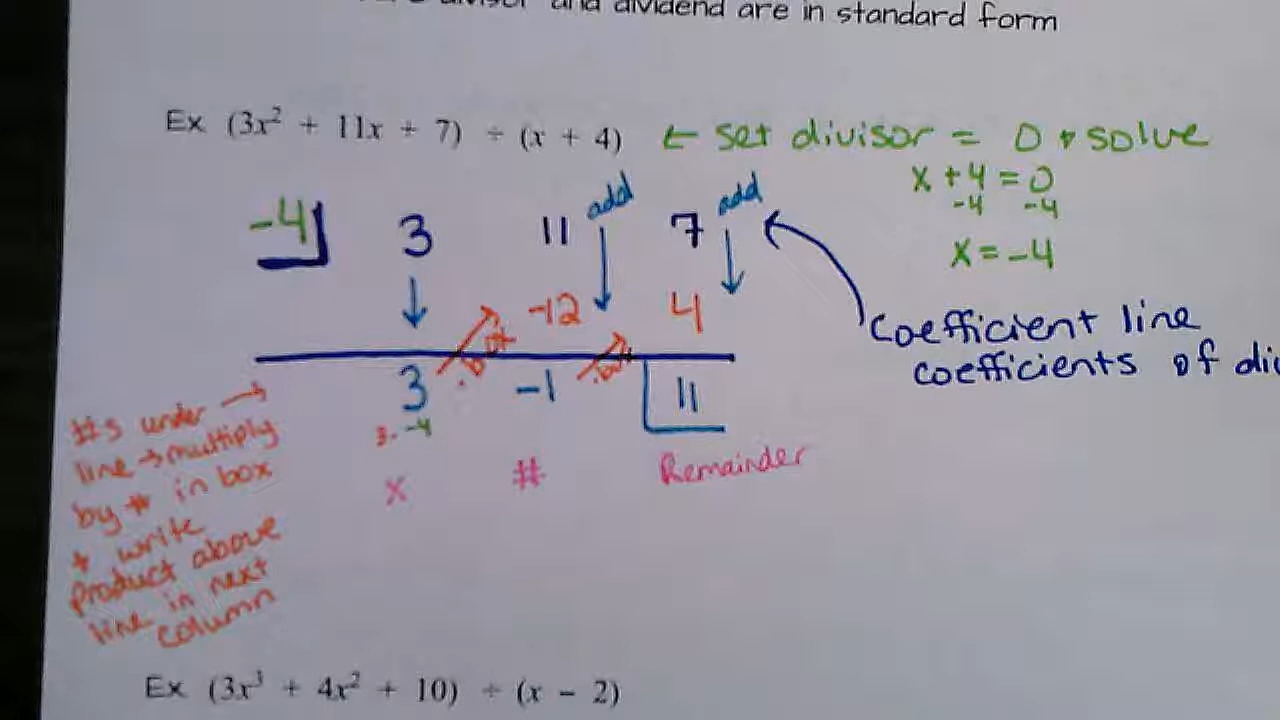 divisor and dividend are in standard form
Ex (3x² + 11x + 7) ÷ (x + 4) ← set divisor = 0 + solve
x + 4 = 0
-4 -4
x = -4
-4 3 11 add 7 add
-12 4
Coefficient line
coefficients of
3 -1 11
3. -4
x # Remainder
#s under →
line → multiply
by # in box
+ write
product above
line in next
column
Ex (3x³ + 4x² + 10) ÷ (x - 2)